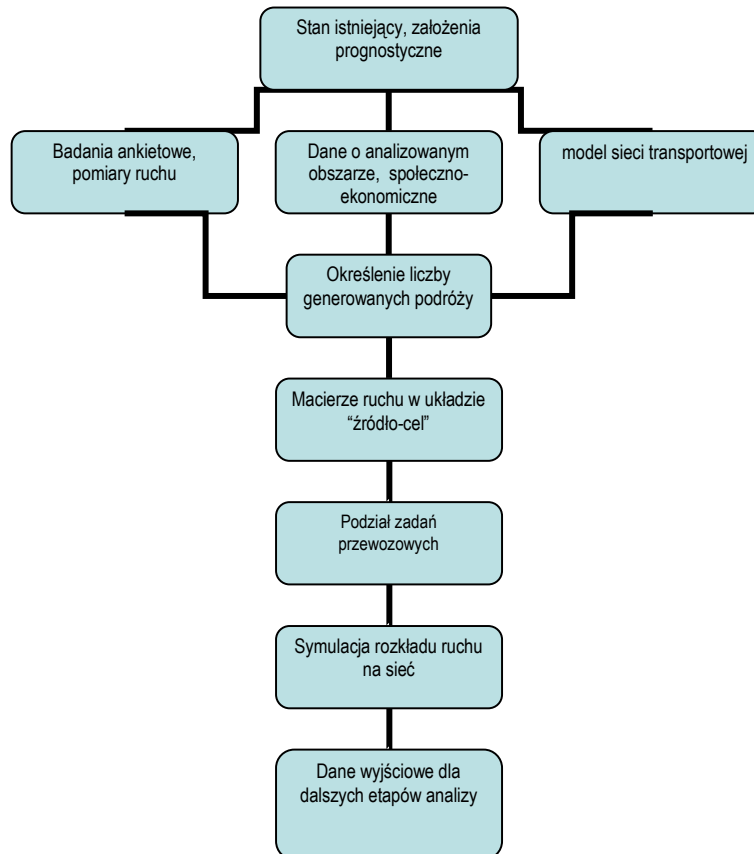 Stan istniejący, założenia
prognostyczne
Badania ankietowe,
pomiary ruchu
Dane o analizowanym
obszarze, społeczno-
ekonomiczne
model sieci transportowej
Określenie liczby
generowanych podróży
Macierze ruchu w układzie
“źródło-cel”
Podział zadań
przewozowych
Symulacja rozkładu ruchu
na sieć
Dane wyjściowe dla
dalszych etapów analizy